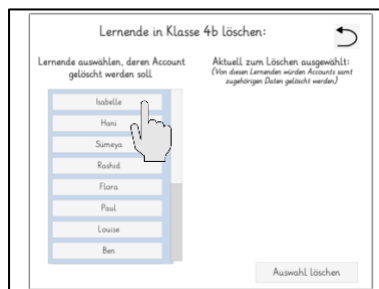 Lernende in Klasse 4b löschen:
Lernende auswählen, deren Account
gelöscht werden soll
Aktuell zum Löschen ausgewählt:
(Von diesen Lernenden würden Accounts samt
zugehörigen Daten gelöscht werden)
Isabelle
Hani
Sümeya
Rashid
Flora
Paul
Louise
Ben
Auswahl löschen